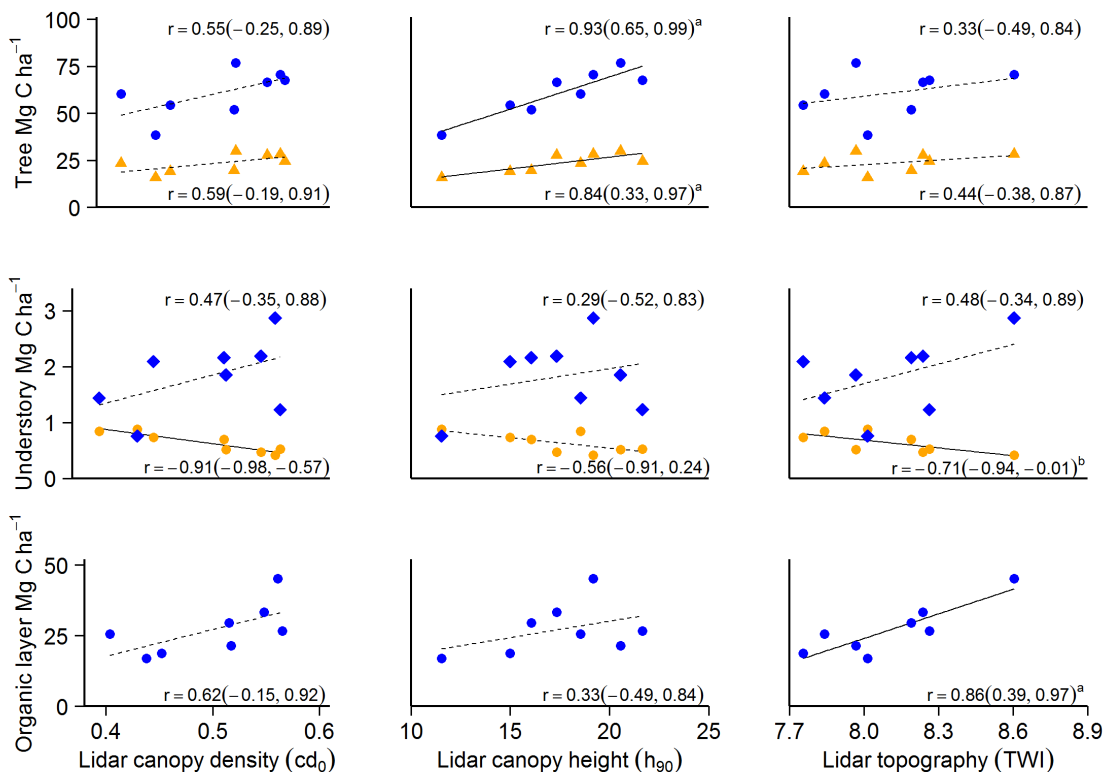 Tree Mg C ha⁻¹
100
75
50
25
0
r = 0.55(−0.25, 0.89)
r = 0.59(−0.19, 0.91)
r = 0.93(0.65, 0.99)ᵃ
r = 0.84(0.33, 0.97)ᵃ
r = 0.33(−0.49, 0.84)
r = 0.44(−0.38, 0.87)
Understory Mg C ha⁻¹
3
2
1
0
r = 0.47(−0.35, 0.88)
r = −0.91(−0.98, −0.57)
r = 0.29(−0.52, 0.83)
r = −0.56(−0.91, 0.24)
r = 0.48(−0.34, 0.89)
r = −0.71(−0.94, −0.01)ᵇ
Organic layer Mg C ha⁻¹
50
25
0
r = 0.62(−0.15, 0.92)
r = 0.33(−0.49, 0.84)
r = 0.86(0.39, 0.97)ᵃ
0.4 0.5 0.6
10 15 20 25
7.7 8.0 8.3 8.6 8.9
Lidar canopy density (cd₀)
Lidar canopy height (h₉₀)
Lidar topography (TWI)